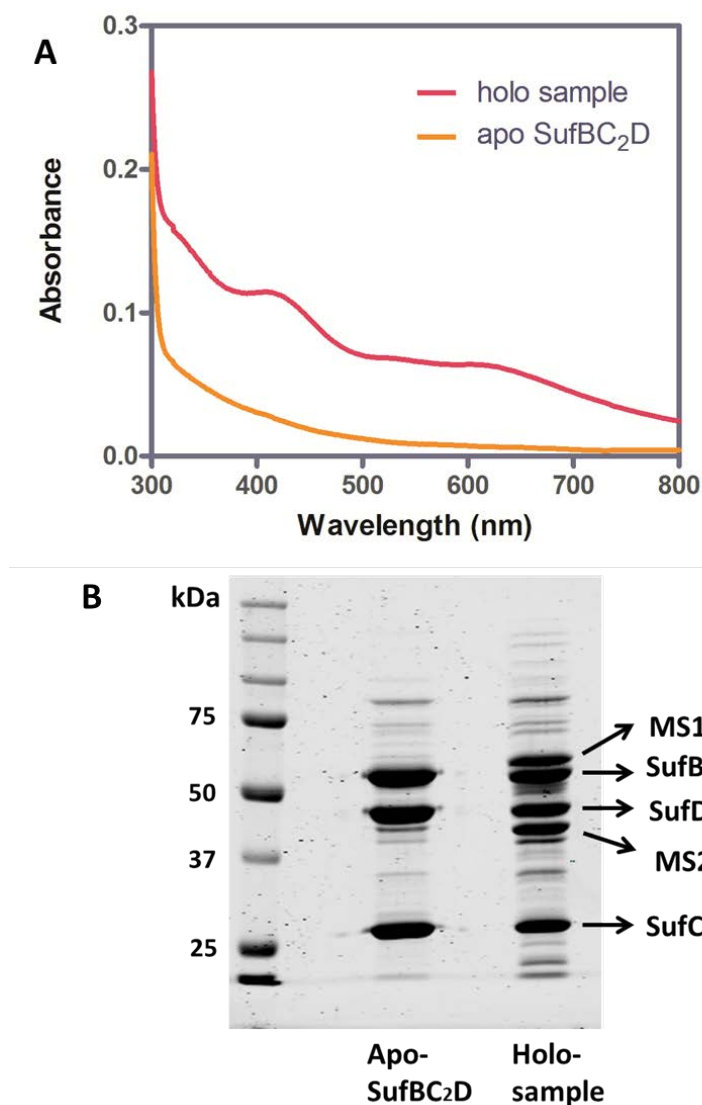 A
0.3
0.2
0.1
0.0
Absorbance
holo sample
apo SufBC₂D
300 400 500 600 700 800
Wavelength (nm)
B
kDa
75
50
37
25
MS1
SufB
SufD
MS2
SufC
Apo- Holo-
SufBC₂D sample